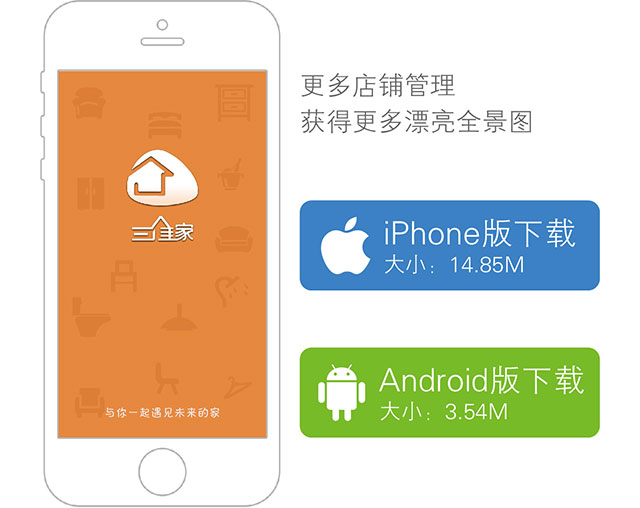 更多店铺管理
获得更多漂亮全景图
三维家
iPhone版下载
大小：14.85M
Android版下载
大小：3.54M
与你一起遇见未来的家